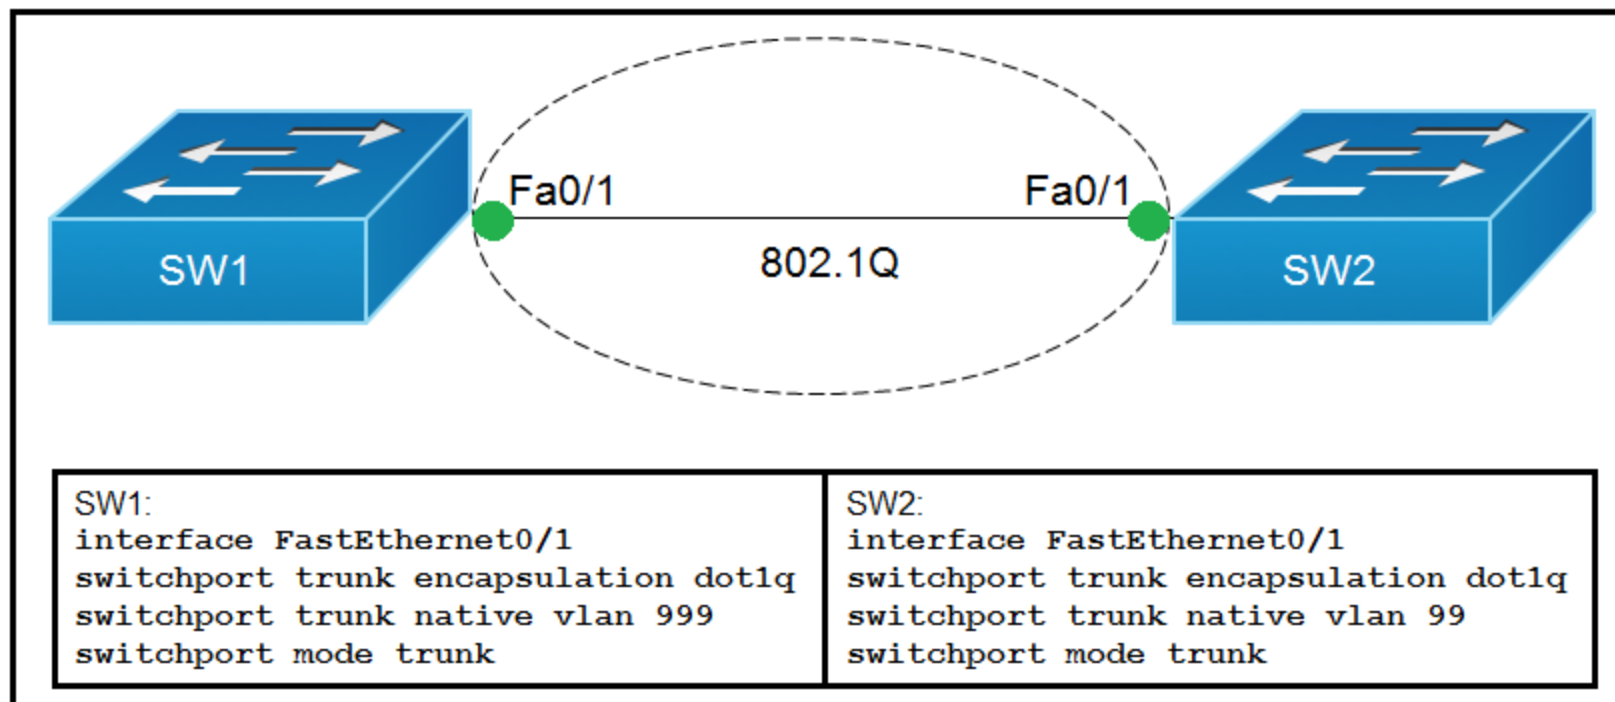 Fa0/1
Fa0/1
802.1Q
SW1
SW2
SW1:
interface FastEthernet0/1
switchport trunk encapsulation dot1q
switchport trunk native vlan 999
switchport mode trunk
SW2:
interface FastEthernet0/1
switchport trunk encapsulation dot1q
switchport trunk native vlan 99
switchport mode trunk